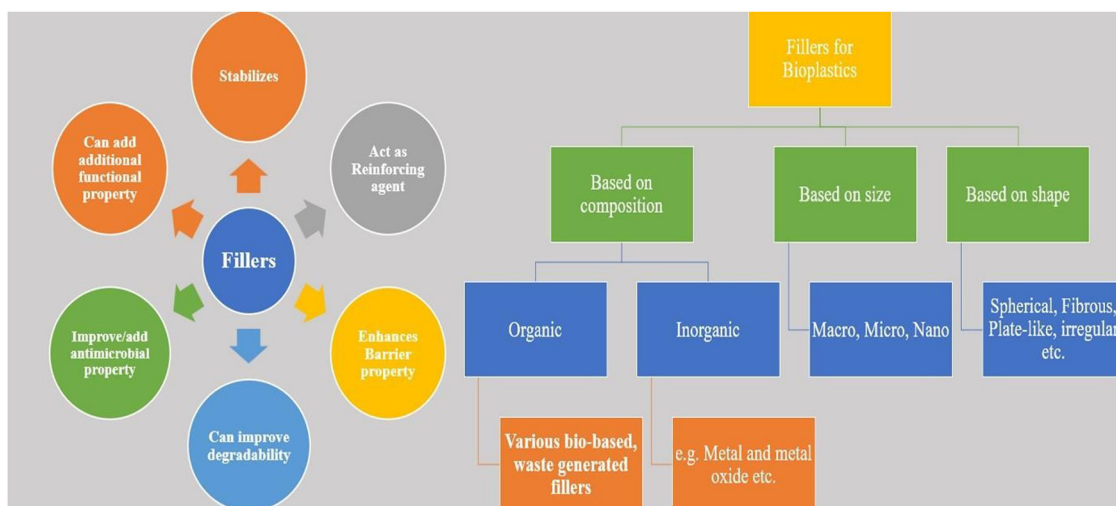 Stabilizes
Can add
additional
functional
property
Act as
Reinforcing
agent
Fillers
Improve/add
antimicrobial
property
Enhances
Barrier
property
Can improve
degradability
Fillers for
Bioplastics
Based on
composition
Based on size
Based on shape
Organic
Inorganic
Macro, Micro, Nano
Spherical, Fibrous,
Plate-like, irregular
etc.
Various bio-based,
waste generated
fillers
e.g. Metal and metal
oxide etc.